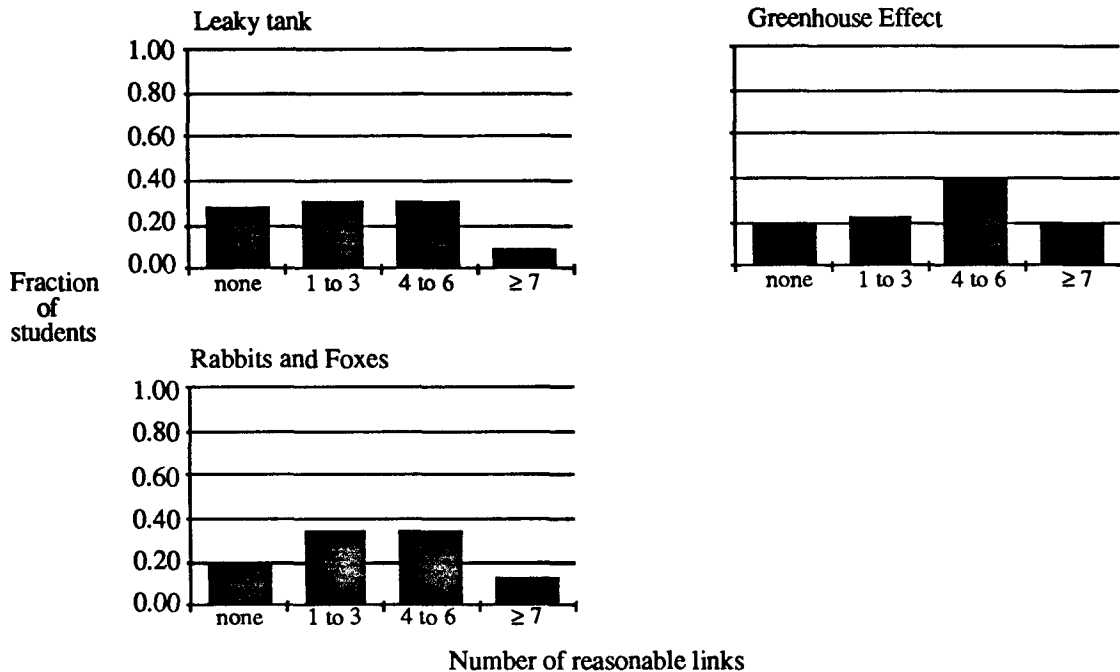 Leaky tank
1.00
0.80
0.60
0.40
0.20
0.00
none 1 to 3 4 to 6 ≥ 7
Greenhouse Effect
none 1 to 3 4 to 6 ≥ 7
Fraction
of
students
Rabbits and Foxes
1.00
0.80
0.60
0.40
0.20
0.00
none 1 to 3 4 to 6 ≥ 7
Number of reasonable links